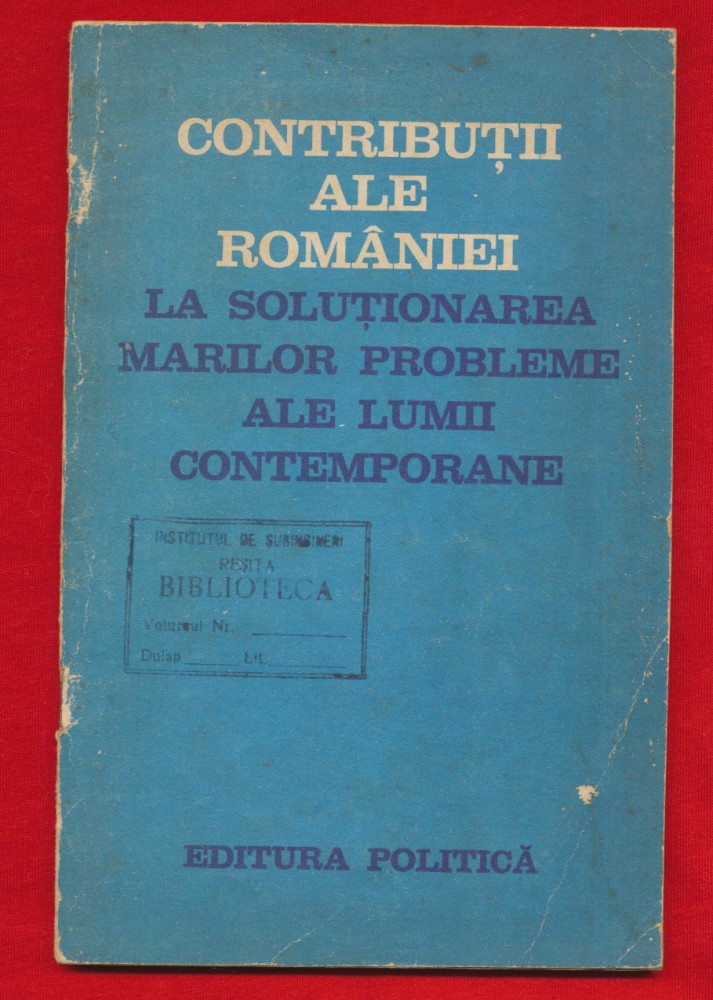 CONTRIBUȚII
ALE
ROMÂNIEI
LA SOLUȚIONAREA
MARILOR PROBLEME
ALE LUMII
CONTEMPORANE
INSTITUTUL DE SUBINGINERI
REȘIȚA
BIBLIOTECA
Volumul Nr.
Dulap Lit.
EDITURA POLITICĂ